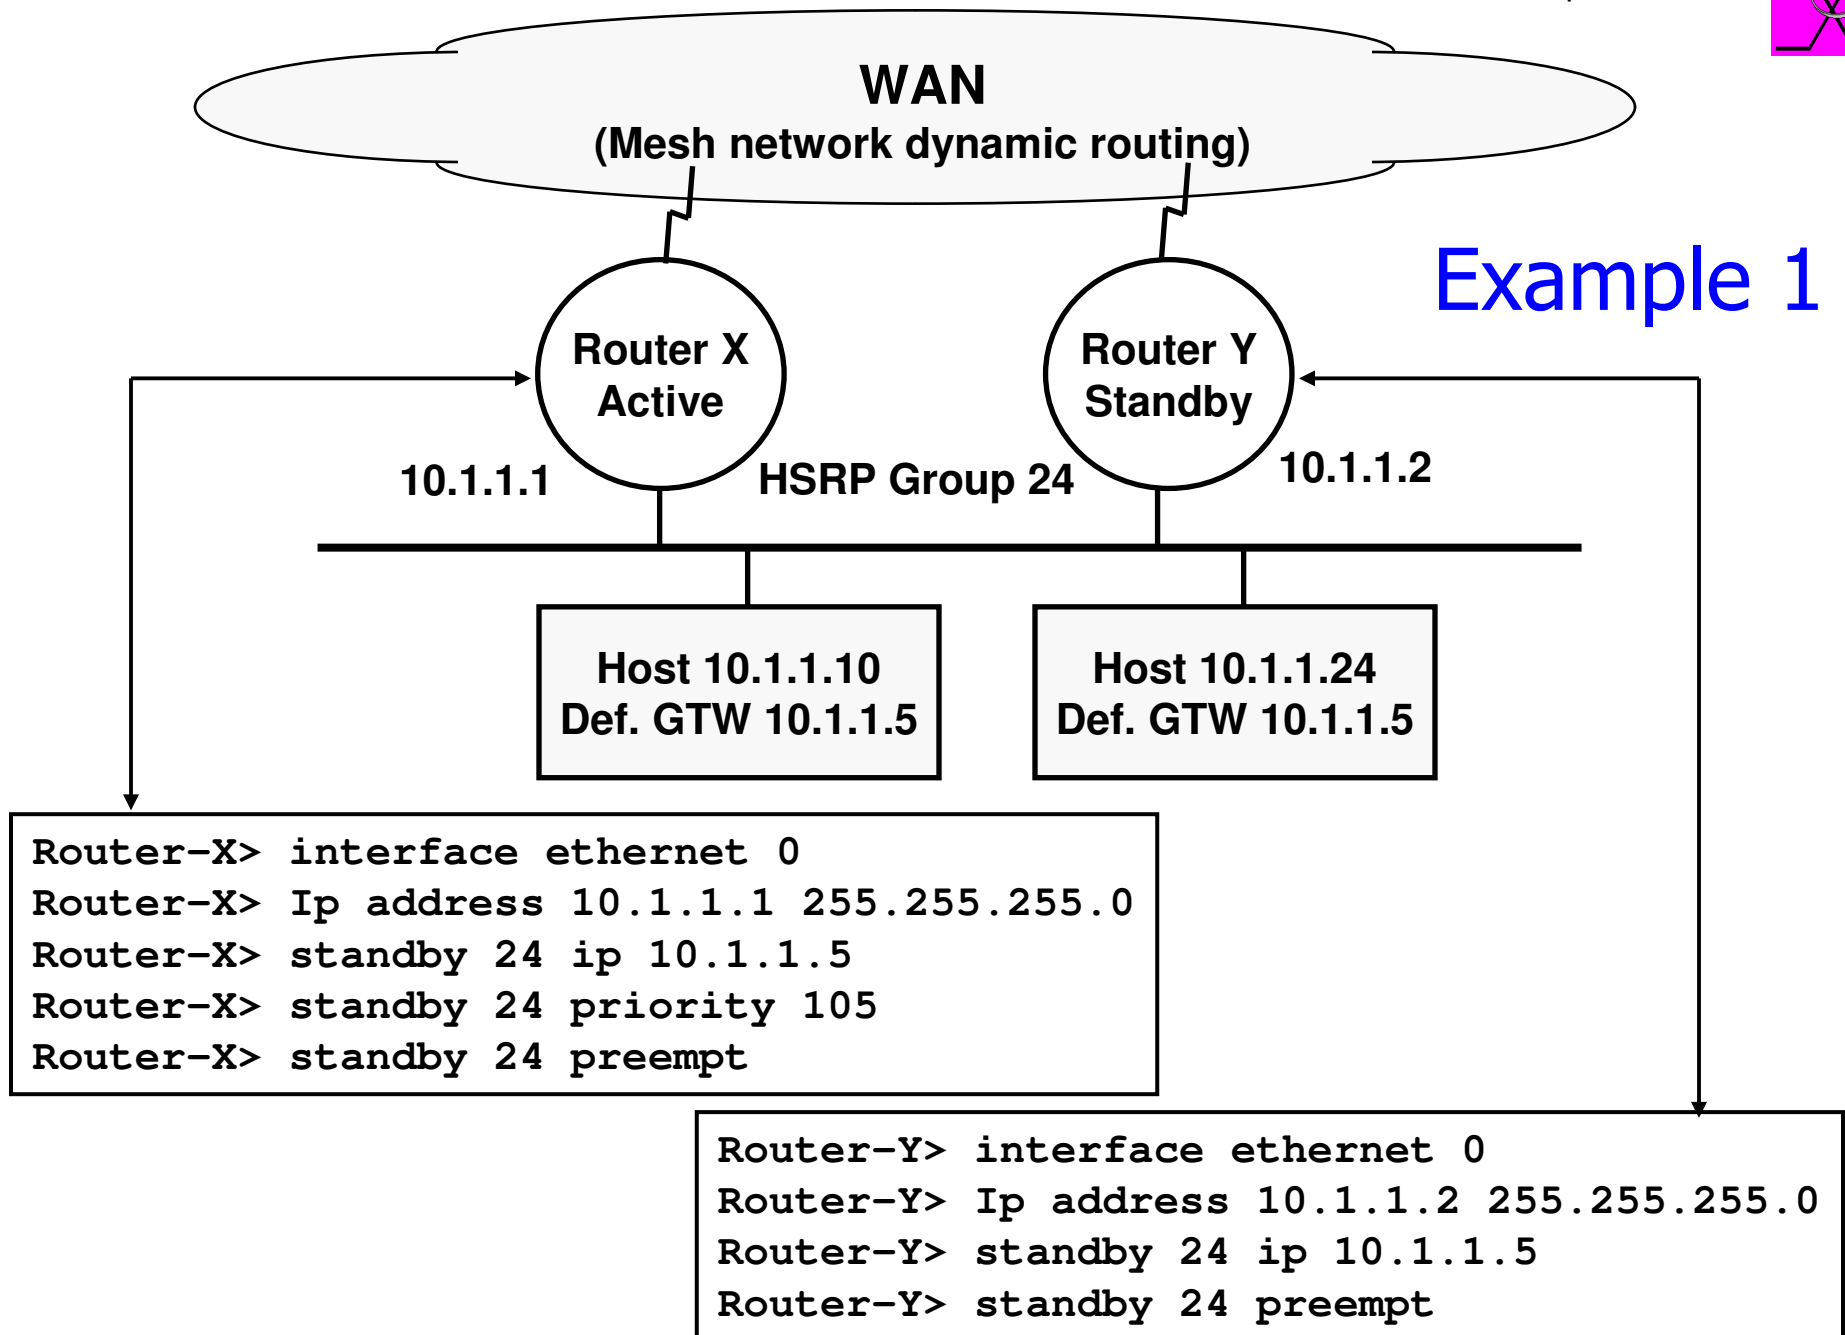 WAN
(Mesh network dynamic routing)
Example 1
Router X
Active
Router Y
Standby
10.1.1.1
HSRP Group 24
10.1.1.2
Host 10.1.1.10
Def. GTW 10.1.1.5
Host 10.1.1.24
Def. GTW 10.1.1.5
Router-X> interface ethernet 0
Router-X> Ip address 10.1.1.1 255.255.255.0
Router-X> standby 24 ip 10.1.1.5
Router-X> standby 24 priority 105
Router-X> standby 24 preempt
Router-Y> interface ethernet 0
Router-Y> Ip address 10.1.1.2 255.255.255.0
Router-Y> standby 24 ip 10.1.1.5
Router-Y> standby 24 preempt